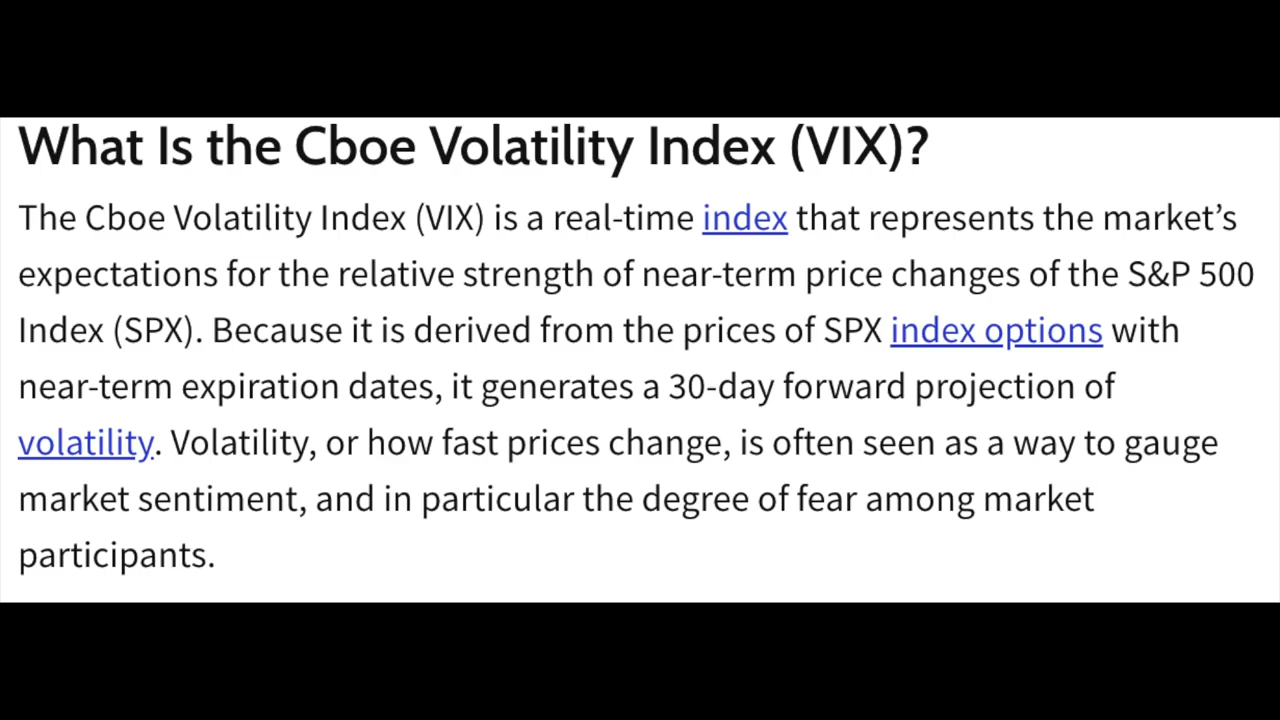 What Is the Cboe Volatility Index (VIX)?
The Cboe Volatility Index (VIX) is a real-time index that represents the market’s
expectations for the relative strength of near-term price changes of the S&P 500
Index (SPX). Because it is derived from the prices of SPX index options with
near-term expiration dates, it generates a 30-day forward projection of
volatility. Volatility, or how fast prices change, is often seen as a way to gauge
market sentiment, and in particular the degree of fear among market
participants.